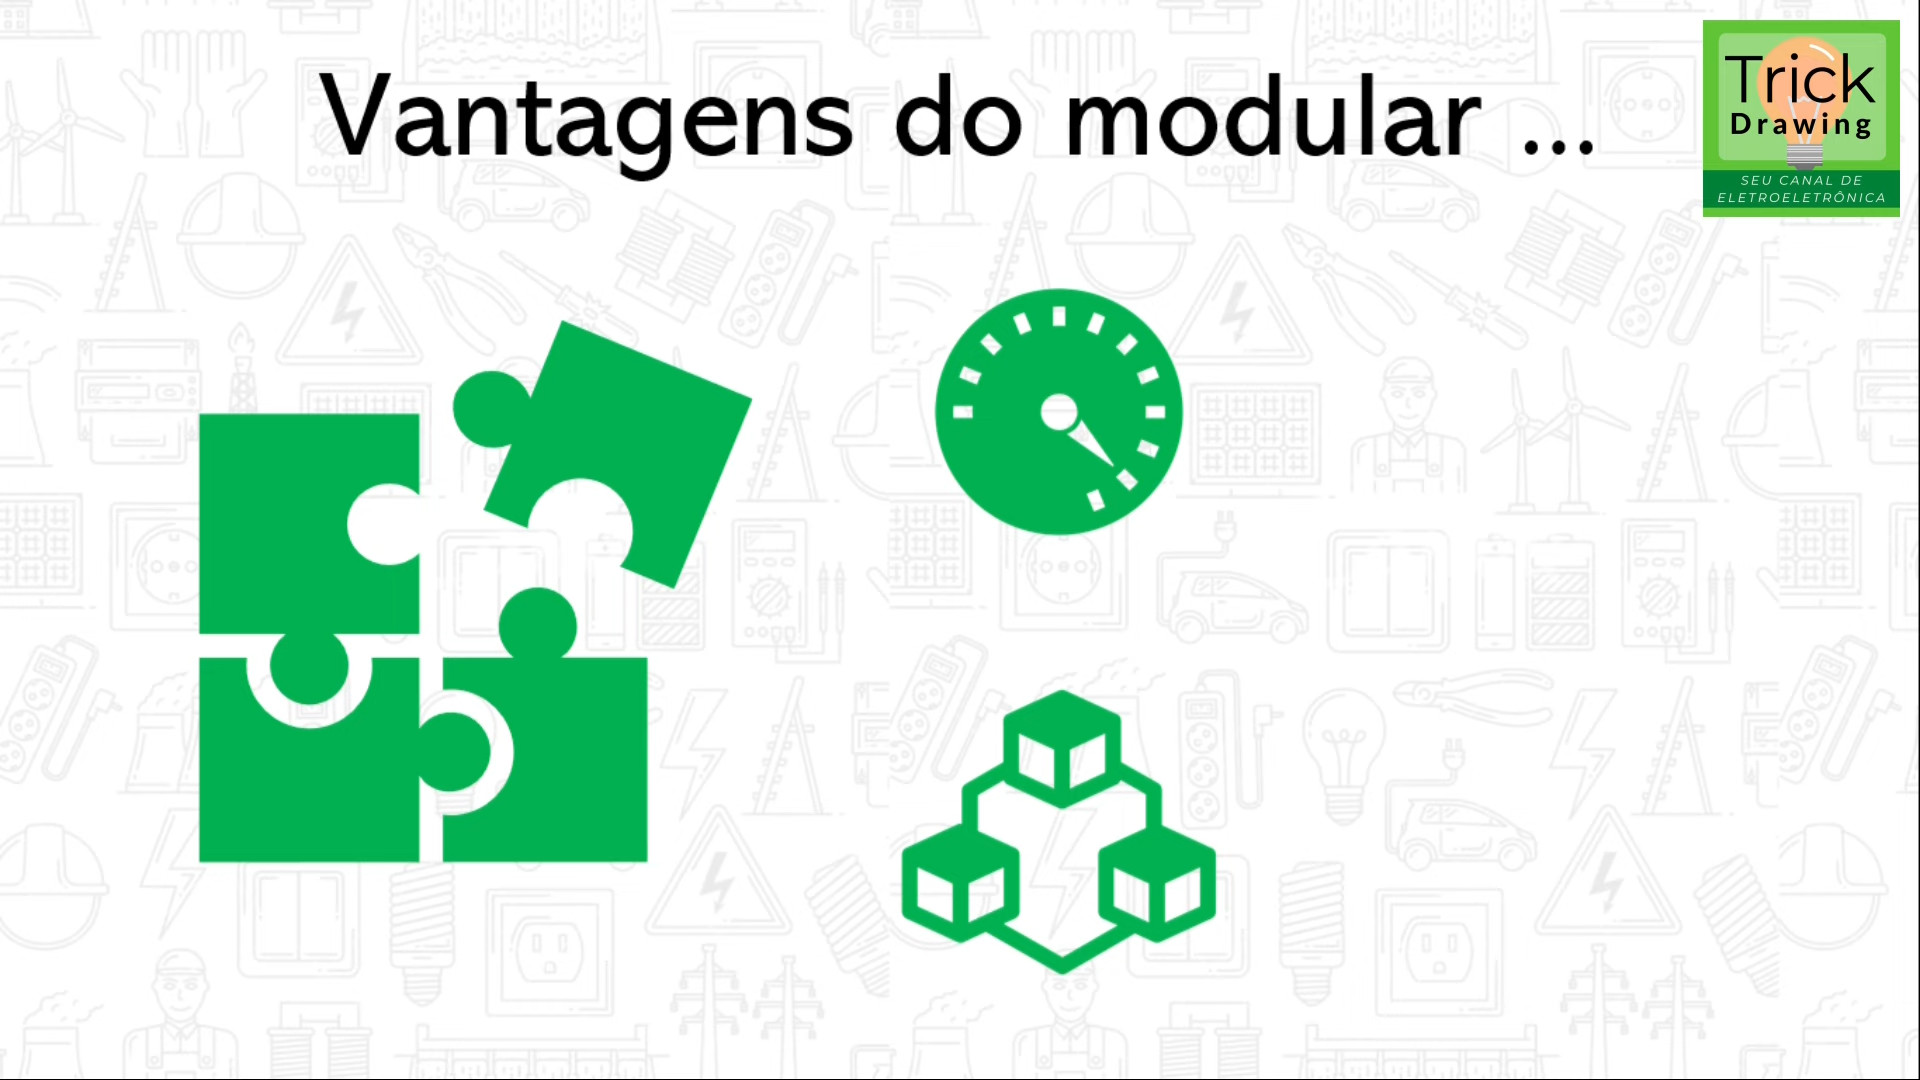 Vantagens do modular ...
Trick
Drawing
SEU CANAL DE
ELETROELETRÔNICA